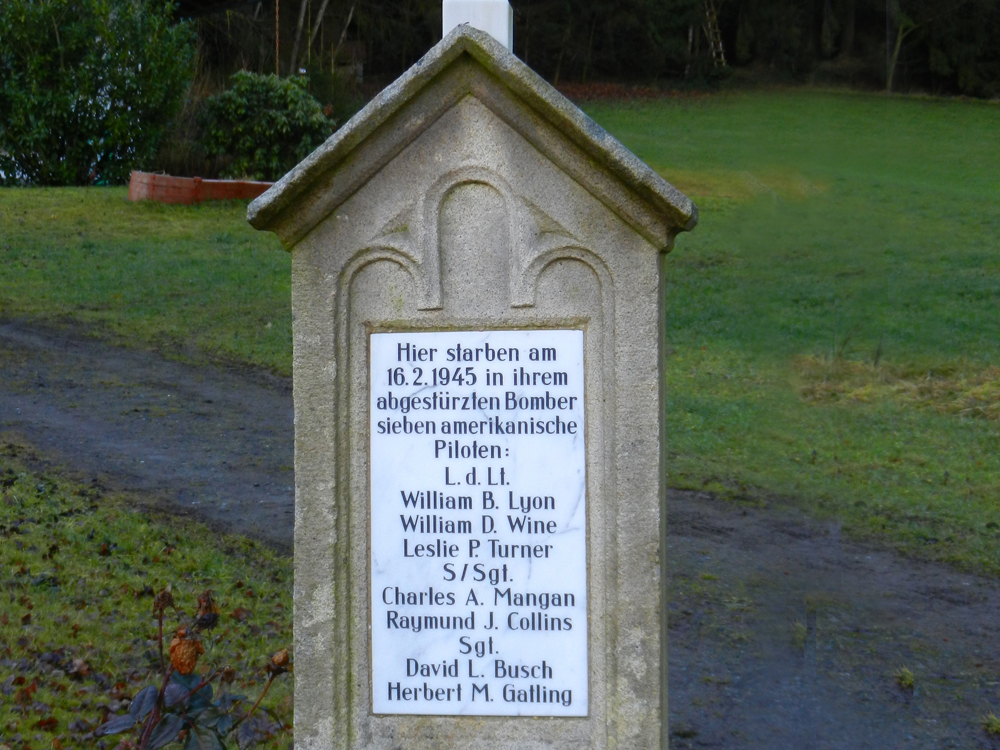 Hier starben am
16.2.1945 in ihrem
abgestürzten Bomber
sieben amerikanische
Piloten:
L.d.Lt.
William B. Lyon
William D. Wine
Leslie P. Turner
S/Sgt.
Charles A. Mangan
Raymund J. Collins
Sgt.
David L. Busch
Herbert M. Gatling